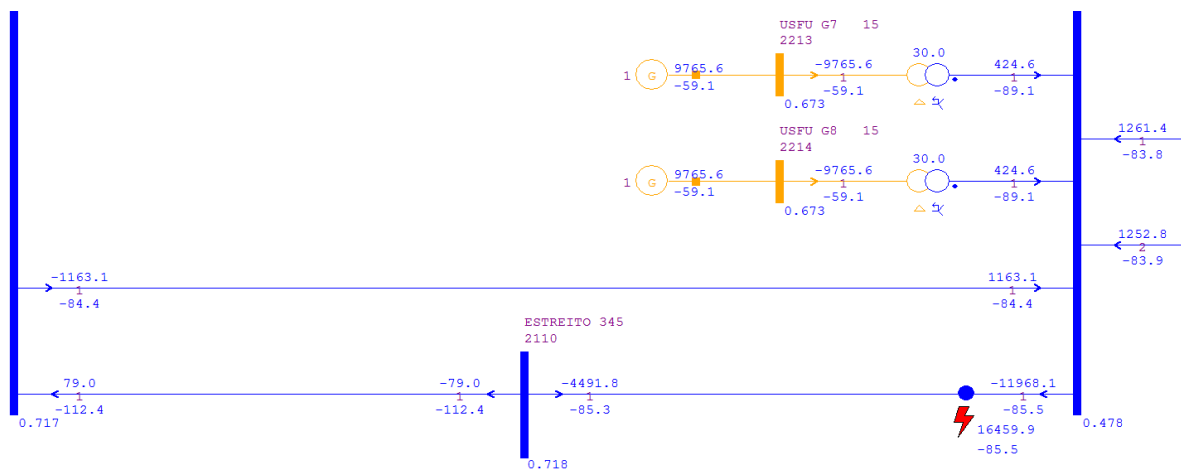 USFU G7 15
2213
1 G 9765.6 -9765.6 30.0 424.6
1 1
-59.1 -59.1 -89.1
0.673
1261.4
1
-83.8
USFU G8 15
2214
1 G 9765.6 -9765.6 30.0 424.6
1 1
-59.1 -59.1 -89.1
0.673
1252.8
2
-83.9
-1163.1 1163.1
1 1
-84.4 -84.4
ESTREITO 345
2110
79.0 -79.0 -4491.8 -11968.1
1 1 1 1
-112.4 -112.4 -85.3 -85.5
0.717 0.478
16459.9
-85.5
0.718